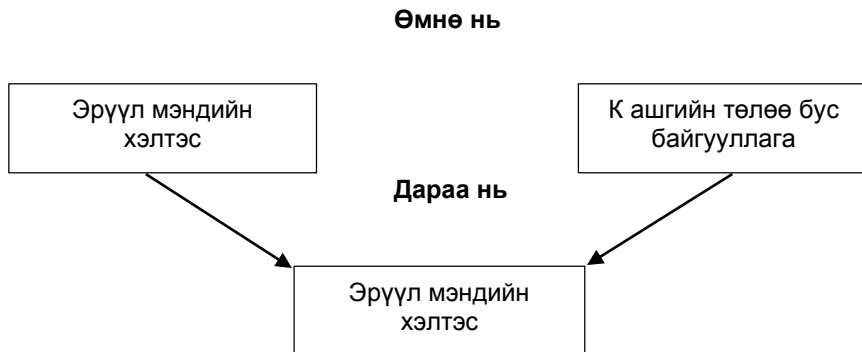 Өмнө нь
Эрүүл мэндийн
хэлтэс
К ашгийн төлөө бус
байгууллага
Дараа нь
Эрүүл мэндийн
хэлтэс